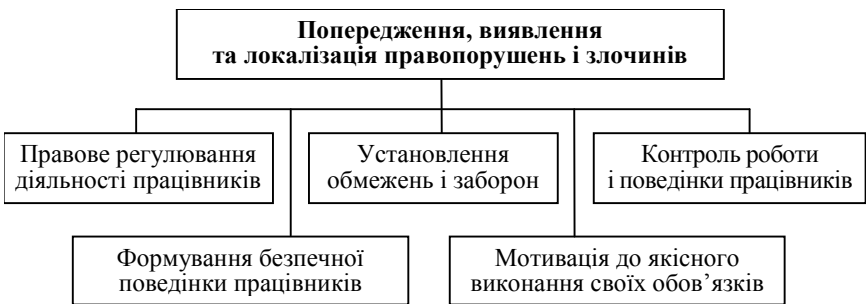 Попередження, виявлення
та локалізація правопорушень і злочинів
Правове регулювання
діяльності працівників
Установлення
обмежень і заборон
Контроль роботи
і поведінки працівників
Формування безпечної
поведінки працівників
Мотивація до якісного
виконання своїх обов’язків